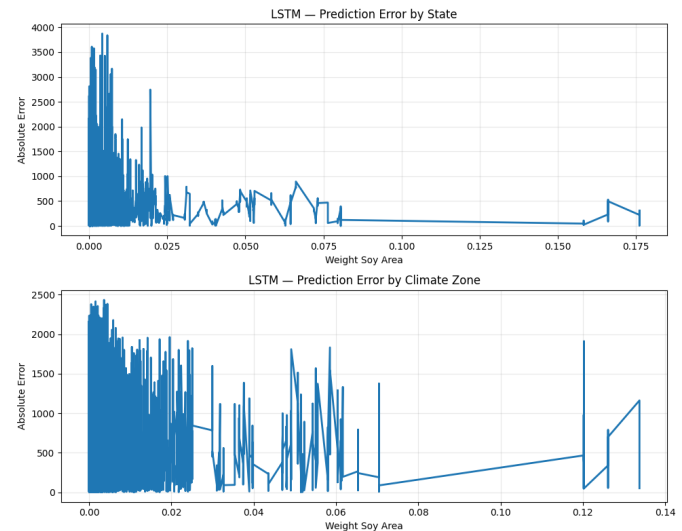 LSTM — Prediction Error by State
4000
3500
3000
2500
2000
1500
1000
500
0
Absolute Error
0.000 0.025 0.050 0.075 0.100 0.125 0.150 0.175
Weight Soy Area
LSTM — Prediction Error by Climate Zone
2500
2000
1500
1000
500
0
Absolute Error
0.00 0.02 0.04 0.06 0.08 0.10 0.12 0.14
Weight Soy Area